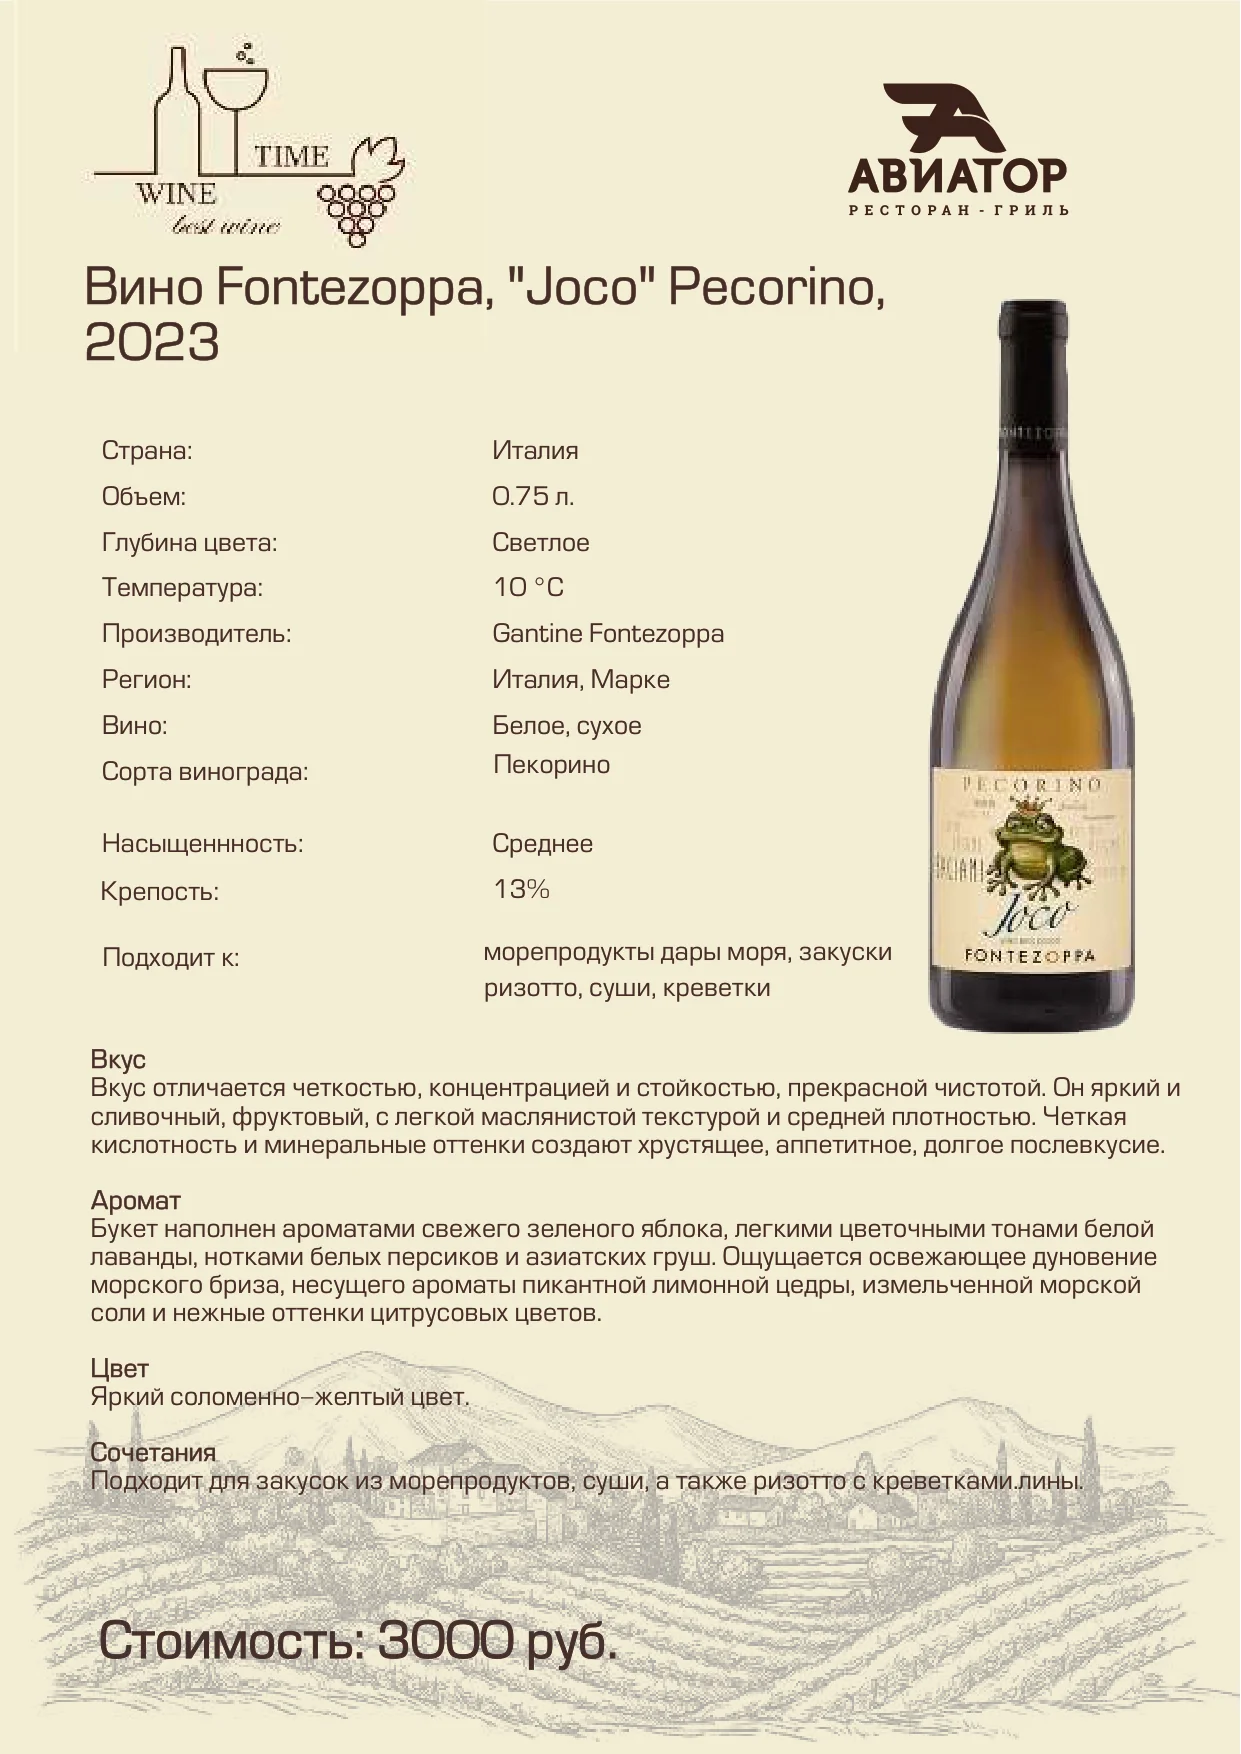 TIME
WINE
best wine
АВИАТОР
РЕСТОРАН-ГРИЛЬ
Вино Fontezoppa, "Joco" Pecorino,
2023
Страна: Италия
Объем: 0.75 л.
Глубина цвета: Светлое
Температура: 10 °C
Производитель: Gantine Fontezoppa
Регион: Италия, Марке
Вино: Белое, сухое
Сорта винограда: Пекорино
Насыщеннность: Среднее
Крепость: 13%
Подходит к: морепродукты дары моря, закуски
ризотто, суши, креветки
PECORINO
Joco
FONTEZOPPA
Вкус
Вкус отличается четкостью, концентрацией и стойкостью, прекрасной чистотой. Он яркий и
сливочный, фруктовый, с легкой маслянистой текстурой и средней плотностью. Четкая
кислотность и минеральные оттенки создают хрустящее, аппетитное, долгое послевкусие.
Аромат
Букет наполнен ароматами свежего зеленого яблока, легкими цветочными тонами белой
лаванды, нотками белых персиков и азиатских груш. Ощущается освежающее дуновение
морского бриза, несущего ароматы пикантной лимонной цедры, измельченной морской
соли и нежные оттенки цитрусовых цветов.
Цвет
Яркий соломенно-желтый цвет.
Сочетания
Подходит для закусок из морепродуктов, суши, а также ризотто с креветками.лины.
Стоимость: 3000 руб.